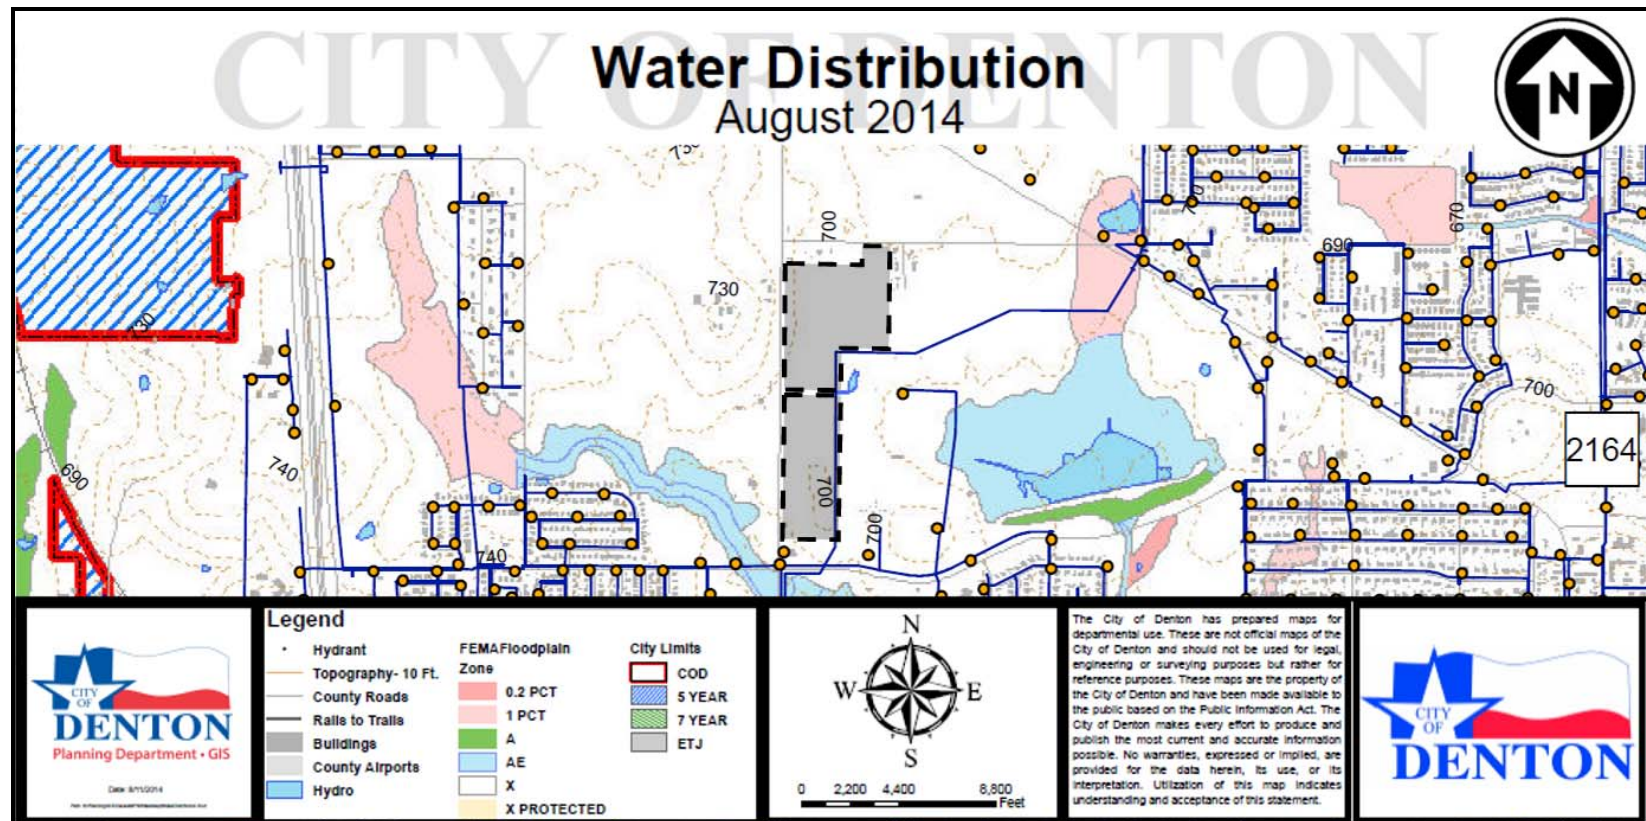 CITY OF DENTON
Water Distribution
August 2014
N
730
700
700
670
690
730
730
700
2164
690
740
700
700
740
CITY
OF
DENTON
Planning Department • GIS
Date: 8/11/2014
Legend
Hydrant
Topography- 10 Ft.
County Roads
Rails to Trails
Buildings
County Airports
Hydro
FEMAFloodplain
Zone
0.2 PCT
1 PCT
A
AE
X
X PROTECTED
City Limits
COD
5 YEAR
7 YEAR
ETJ
N
W E
S
0 2,200 4,400 8,800
Feet
The City of Denton has prepared maps for
departmental use. These are not official maps of the
City of Denton and should not be used for legal,
engineering or surveying purposes but rather for
reference purposes. These maps are the property of
the City of Denton and have been made available to
the public based on the Public Information Act. The
City of Denton makes every effort to produce and
publish the most current and accurate information
possible. No warranties, expressed or implied, are
provided for the data herein, its use, or its
interpretation. Utilization of this map indicates
understanding and acceptance of this statement.
CITY
OF
DENTON